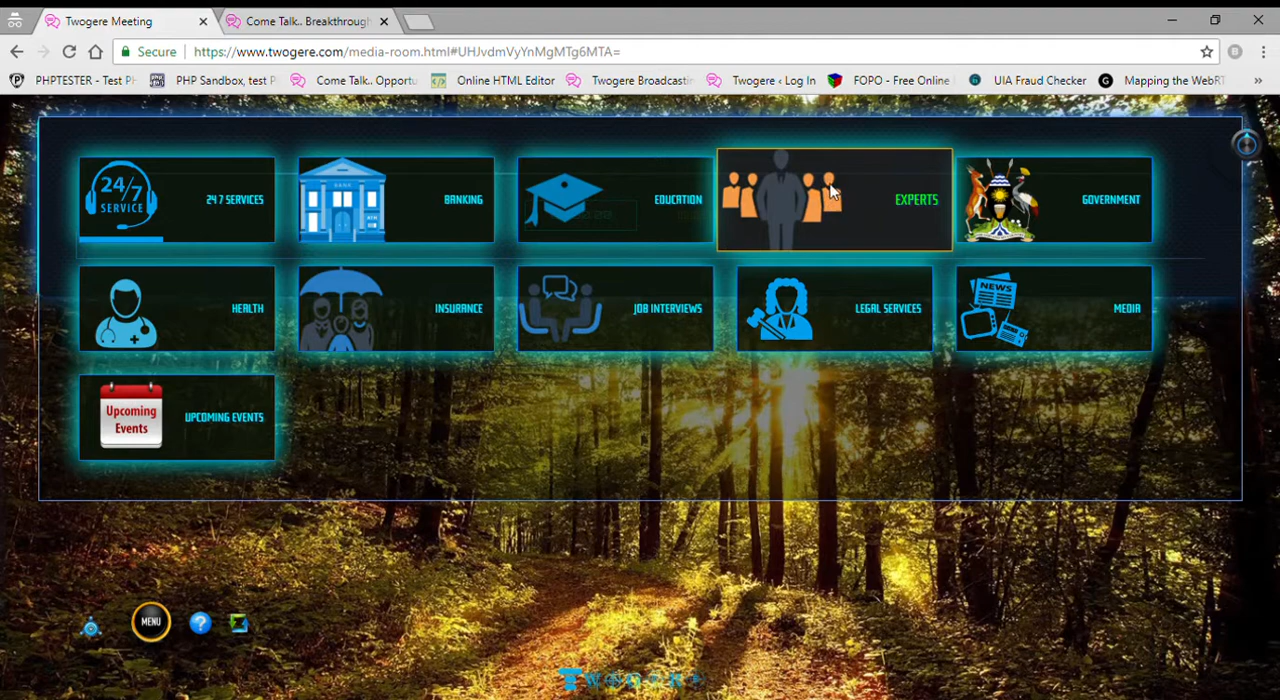 Twogere Meeting
Come Talk.. Breakthrough
Secure https://www.twogere.com/media-room.html#UHJvdmVyYnMgMTg6MTA=
PHPTESTER - Test PH
PHP Sandbox, test P
Come Talk.. Opportu
Online HTML Editor
Twogere Broadcastin
Twogere ‹ Log In
FOPO - Free Online
UIA Fraud Checker
Mapping the WebRT
24/7 SERVICE
24 7 SERVICES
BANK
BANKING
EDUCATION
EXPERTS
GOVERNMENT
HEALTH
INSURANCE
JOB INTERVIEWS
LEGAL SERVICES
NEWS
MEDIA
Upcoming
Events
UPCOMING EVENTS
MENU
?